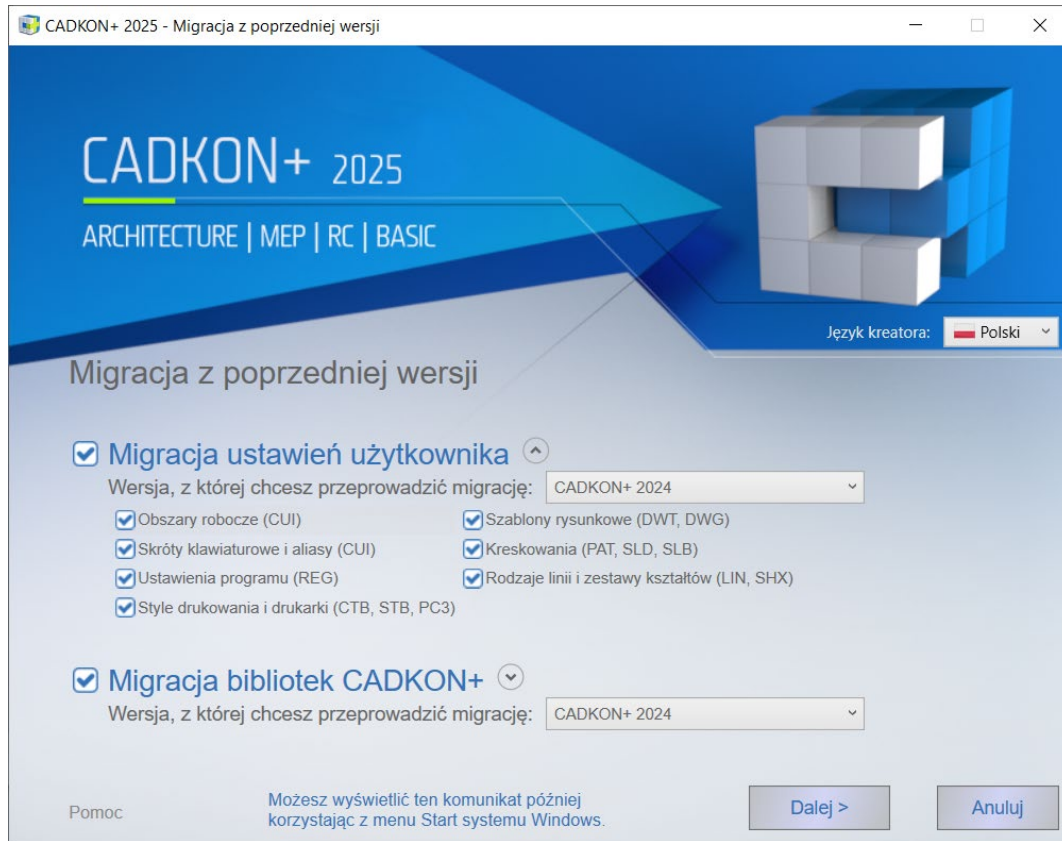 CADKON+ 2025 - Migracja z poprzedniej wersji
CADKON+ 2025
ARCHITECTURE | MEP | RC | BASIC
Język kreatora: Polski
Migracja z poprzedniej wersji
Migracja ustawień użytkownika
Wersja, z której chcesz przeprowadzić migrację: CADKON+ 2024
Obszary robocze (CUI) Szablony rysunkowe (DWT, DWG)
Skróty klawiaturowe i aliasy (CUI) Kreskowania (PAT, SLD, SLB)
Ustawienia programu (REG) Rodzaje linii i zestawy kształtów (LIN, SHX)
Style drukowania i drukarki (CTB, STB, PC3)
Migracja bibliotek CADKON+
Wersja, z której chcesz przeprowadzić migrację: CADKON+ 2024
Pomoc
Możesz wyświetlić ten komunikat później
korzystając z menu Start systemu Windows.
Dalej > Anuluj